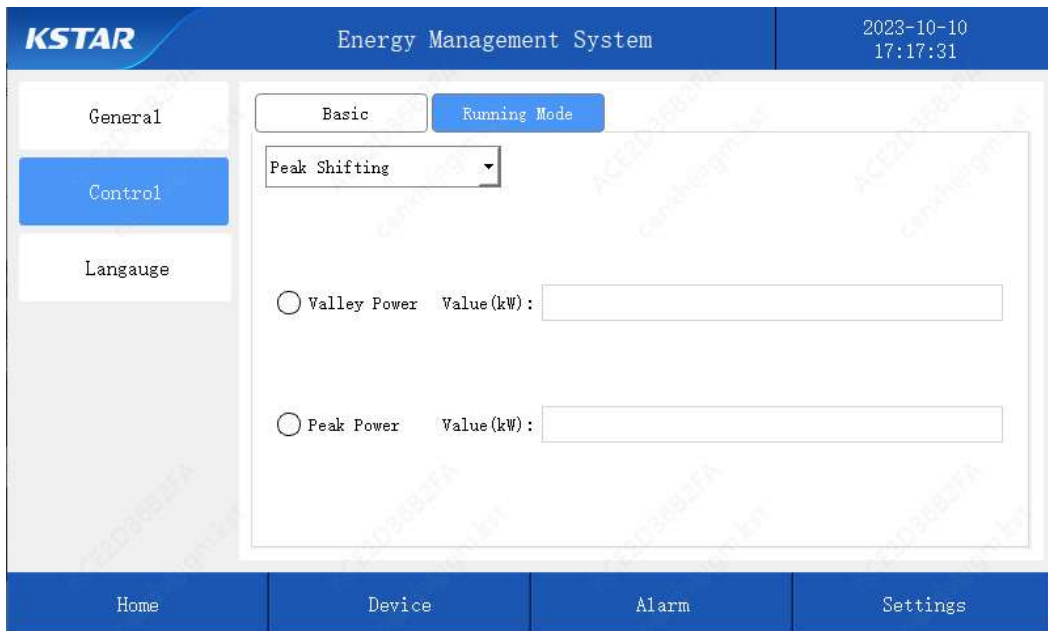 KSTAR
Energy Management System
2023-10-10
17:17:31
General
Control
Langauge
Basic
Running Mode
Peak Shifting
Valley Power Value(kW):
Peak Power Value(kW):
Home
Device
Alarm
Settings